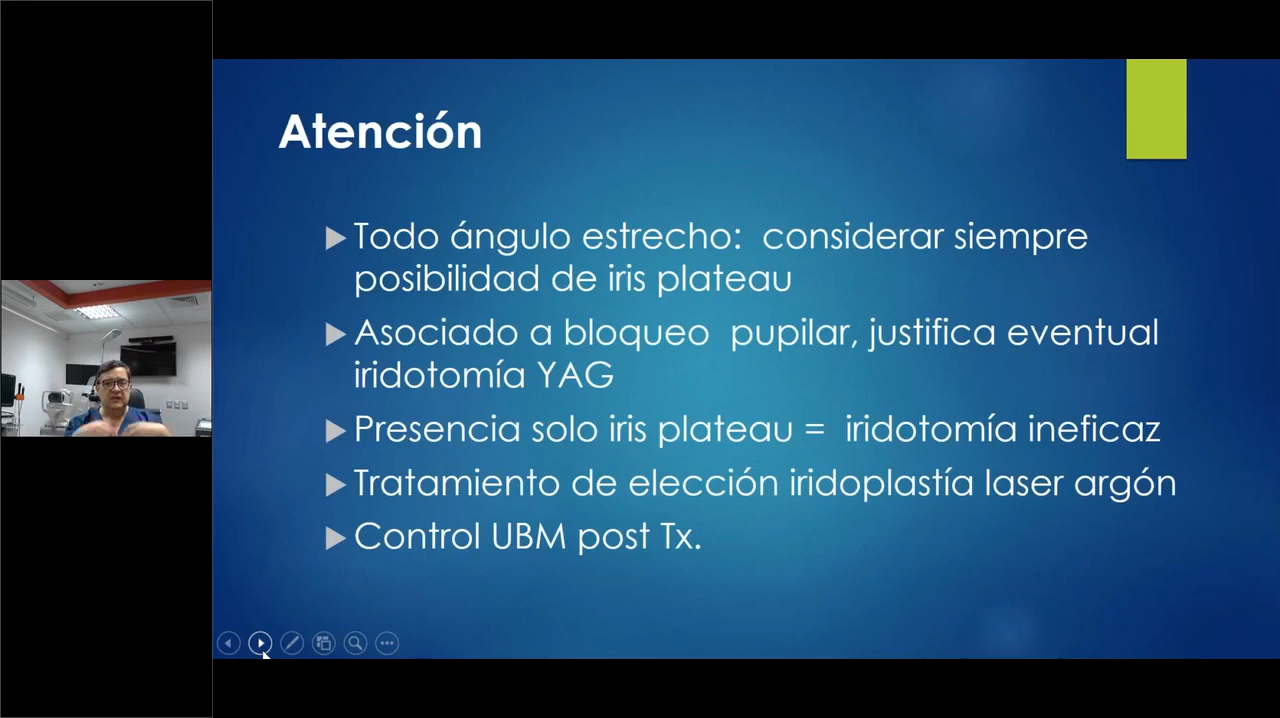 Atención
Todo ángulo estrecho: considerar siempre
posibilidad de iris plateau
Asociado a bloqueo pupilar, justifica eventual
iridotomía YAG
Presencia solo iris plateau = iridotomía ineficaz
Tratamiento de elección iridoplastía laser argón
Control UBM post Tx.